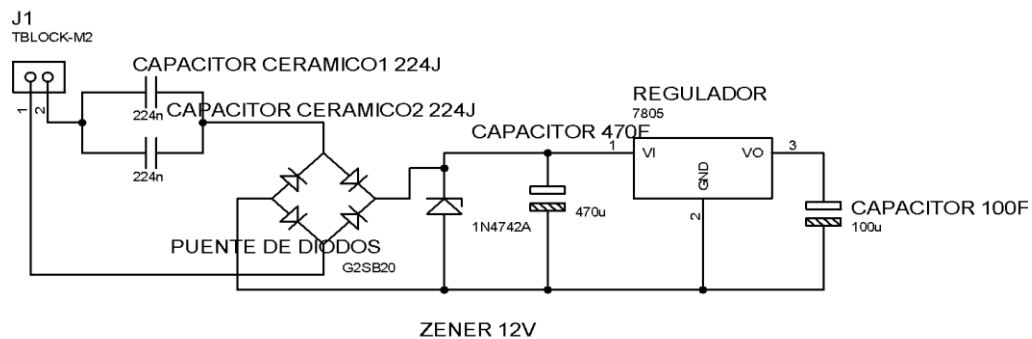 J1
TBLOCK-M2
1
2
CAPACITOR CERAMICO1 224J
224n
CAPACITOR CERAMICO2 224J
224n
PUENTE DE DIODOS
G2SB20
1N4742A
ZENER 12V
CAPACITOR 470F
470u
REGULADOR
7805
1
VI
VO
3
GND
2
CAPACITOR 100F
100u